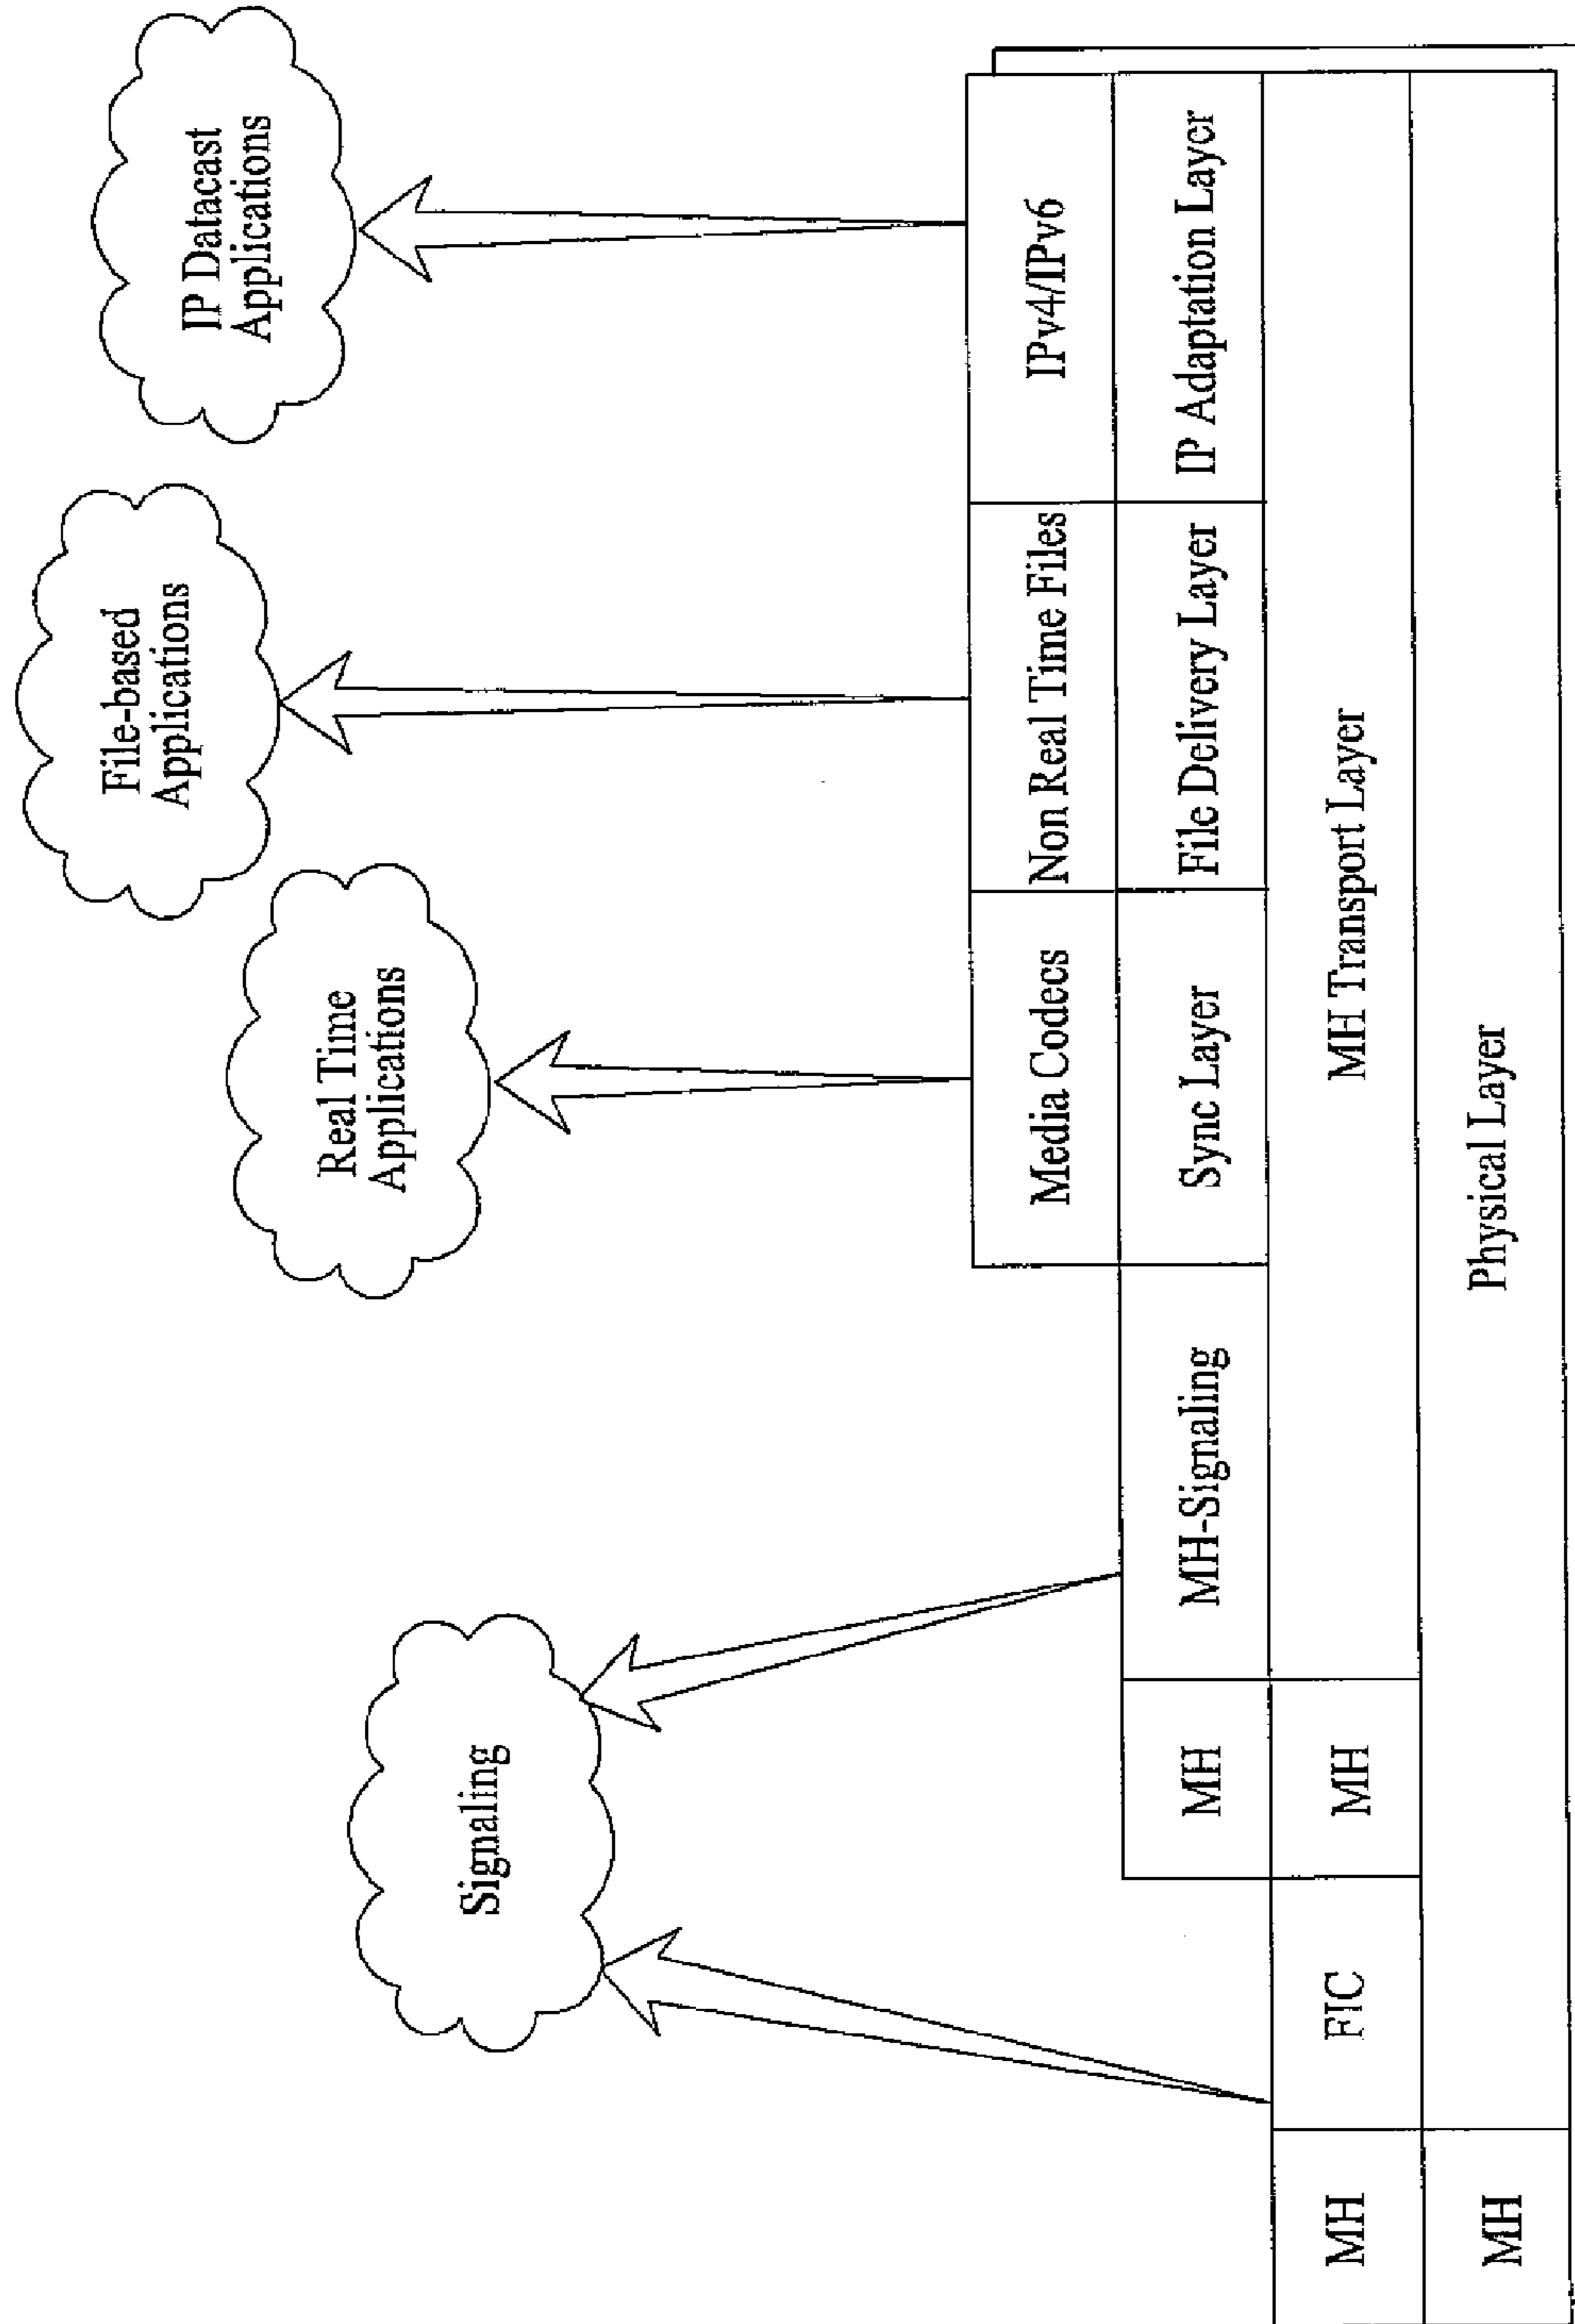 Signaling
Real Time
Applications
File-based
Applications
IP Datacast
Applications
Media Codecs
Non Real Time Files
IPv4/IPv6
MH
MH-Signaling
Sync Layer
File Delivery Layer
IP Adaptation Layer
MH
FIC
MH
MH Transport Layer
MH
Physical Layer